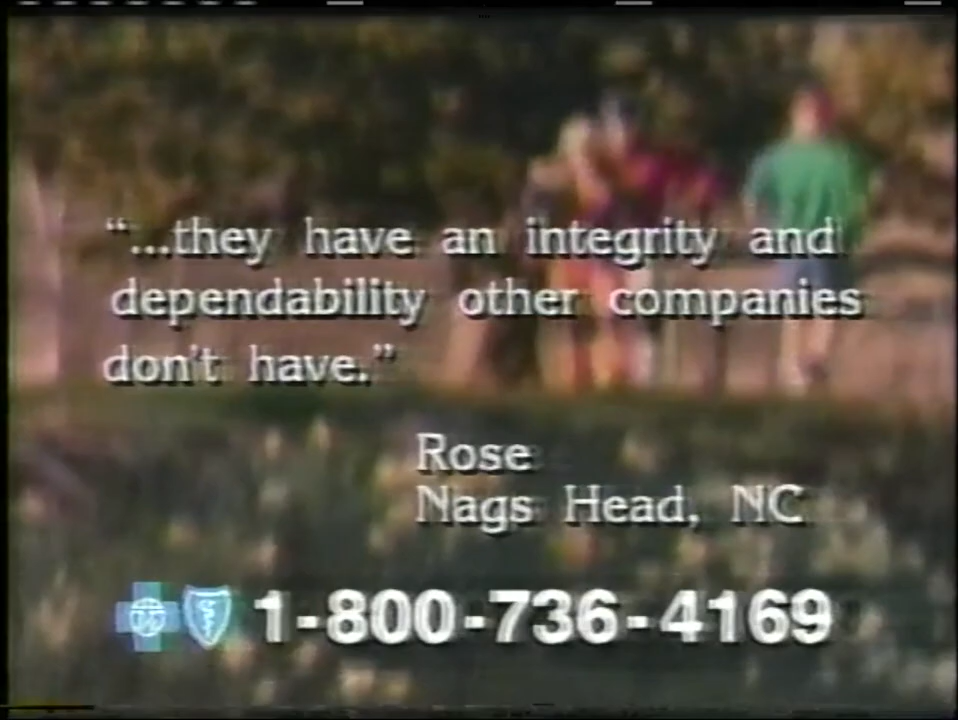 “...they have an integrity and
dependability other companies
don't have.”
Rose
Nags Head, NC
1-800-736-4169